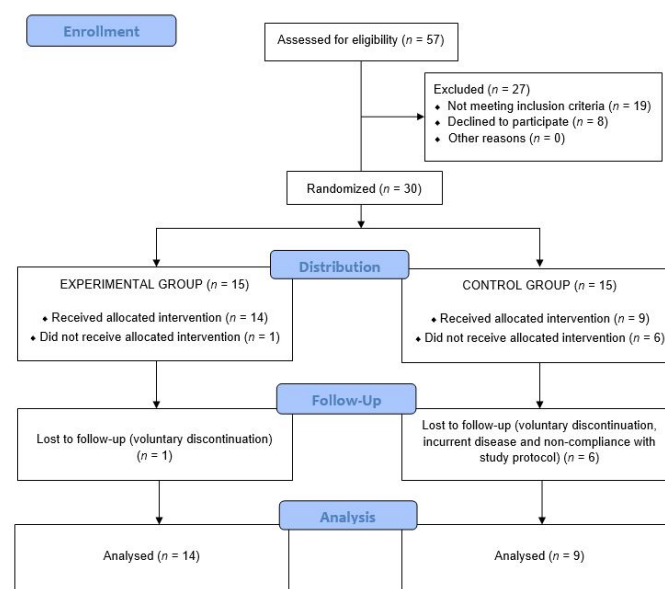 Enrollment
Assessed for eligibility (n = 57)
Excluded (n = 27)
⬥ Not meeting inclusion criteria (n = 19)
⬥ Declined to participate (n = 8)
⬥ Other reasons (n = 0)
Randomized (n = 30)
Distribution
EXPERIMENTAL GROUP (n = 15)
⬥ Received allocated intervention (n = 14)
⬥ Did not receive allocated intervention (n = 1)
CONTROL GROUP (n = 15)
⬥ Received allocated intervention (n = 9)
⬥ Did not receive allocated intervention (n = 6)
Follow-Up
Lost to follow-up (voluntary discontinuation)
(n = 1)
Lost to follow-up (voluntary discontinuation,
incurrent disease and non-compliance with
study protocol) (n = 6)
Analysis
Analysed (n = 14)
Analysed (n = 9)